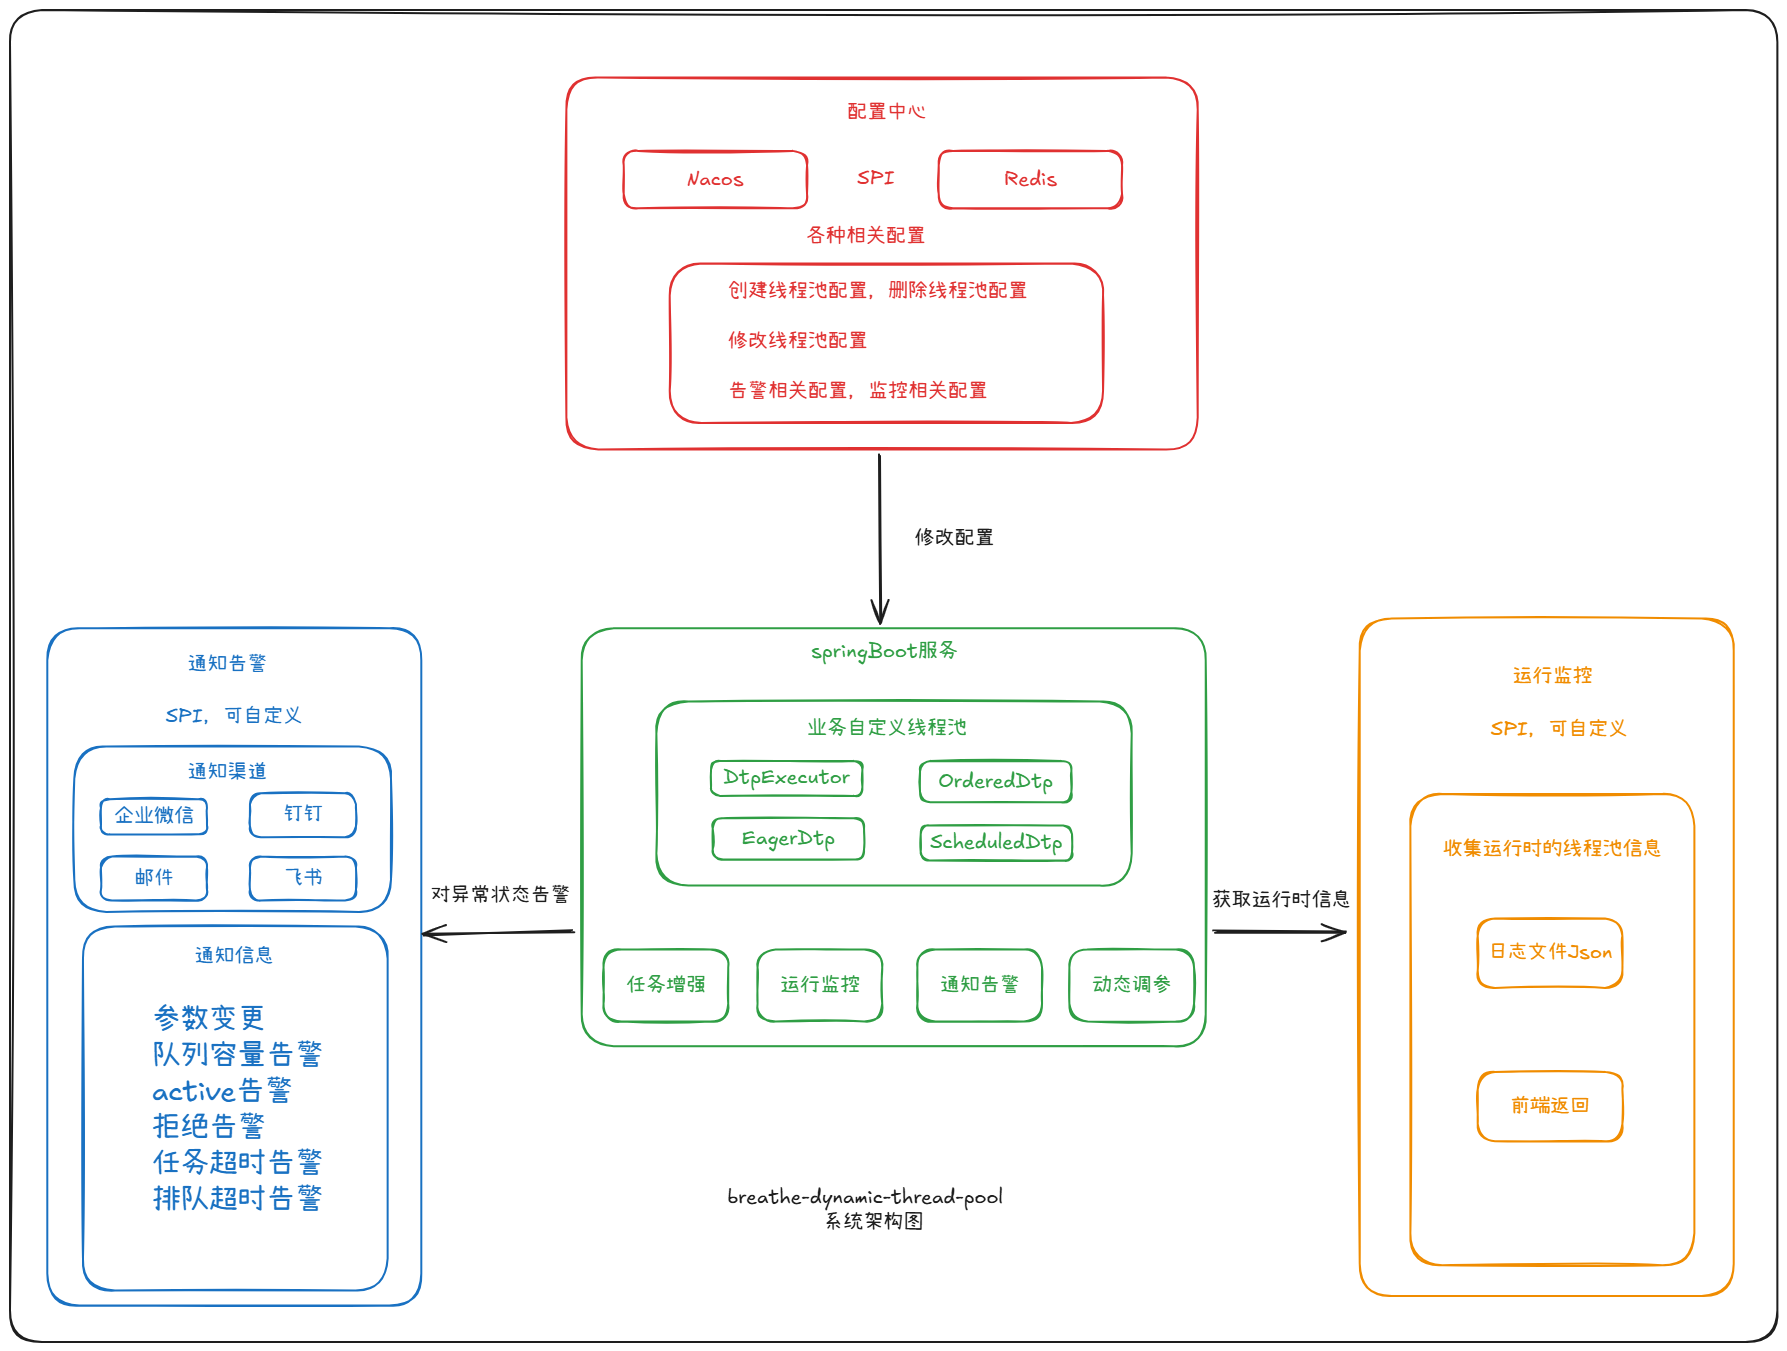 配置中心
Nacos
SPI
Redis
各种相关配置
创建线程池配置，删除线程池配置
修改线程池配置
告警相关配置，监控相关配置
修改配置
通知告警
SPI，可自定义
通知渠道
企业微信
钉钉
邮件
飞书
通知信息
参数变更
队列容量告警
active告警
拒绝告警
任务超时告警
排队超时告警
对异常状态告警
springBoot服务
业务自定义线程池
DtpExecutor
OrderedDtp
EagerDtp
ScheduledDtp
任务增强
运行监控
通知告警
动态调参
获取运行时信息
运行监控
SPI，可自定义
收集运行时的线程池信息
日志文件Json
前端返回
breathe-dynamic-thread-pool
系统架构图